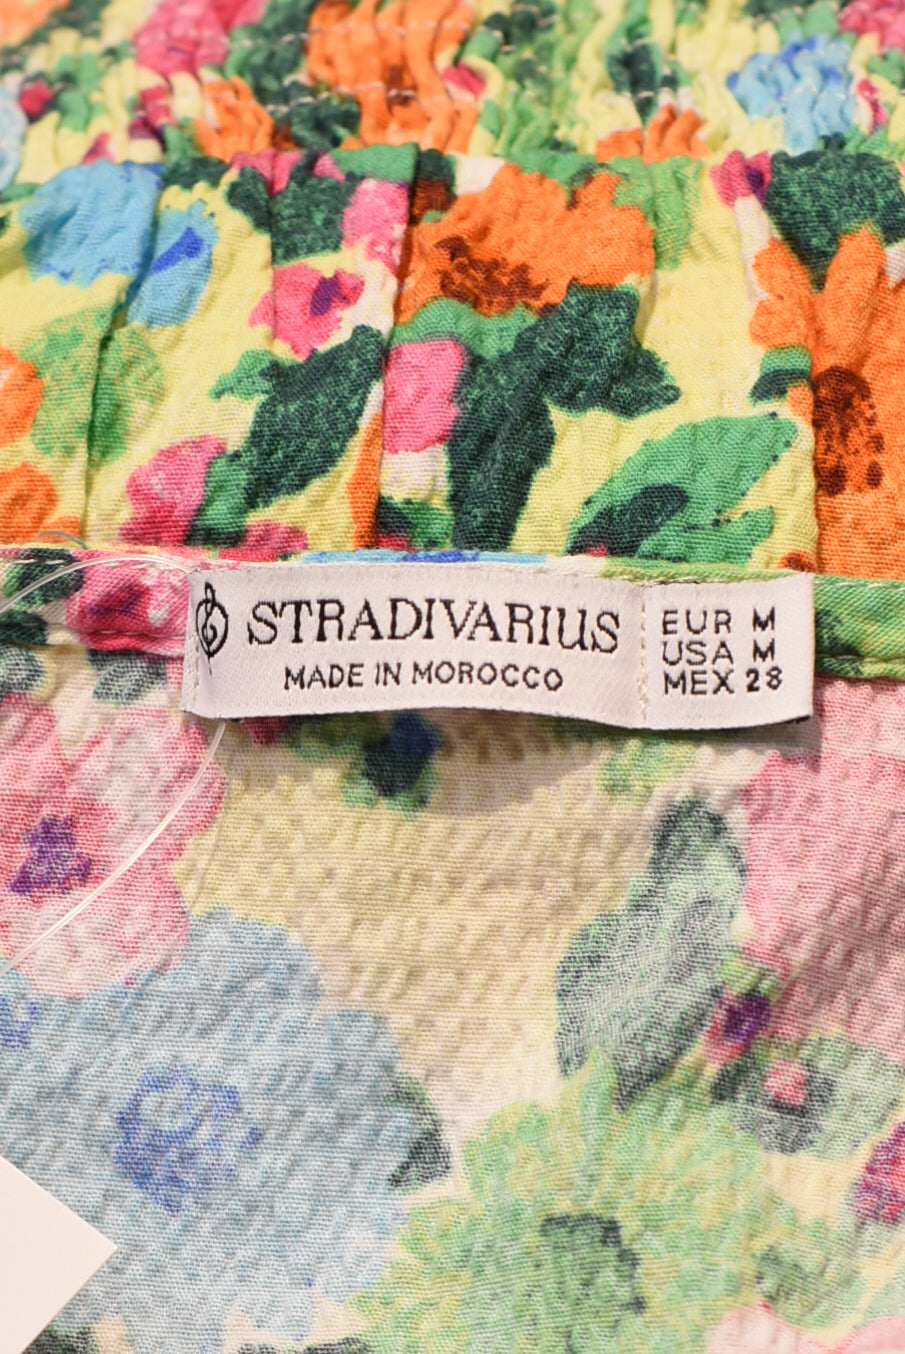 STRADIVARIUS
MADE IN MOROCCO
EUR M
USA M
MEX 28